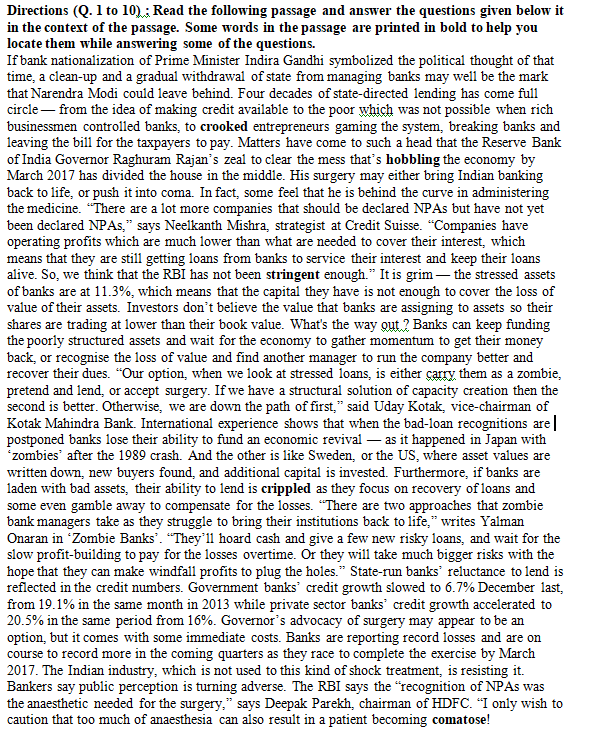 Directions (Q. 1 to 10) ; Read the following passage and answer the questions given below it
in the context of the passage. Some words in the passage are printed in bold to help you
locate them while answering some of the questions.
If bank nationalization of Prime Minister Indira Gandhi symbolized the political thought of that
time, a clean-up and a gradual withdrawal of state from managing banks may well be the mark
that Narendra Modi could leave behind. Four decades of state-directed lending has come full
circle — from the idea of making credit available to the poor which was not possible when rich
businessmen controlled banks, to crooked entrepreneurs gaming the system, breaking banks and
leaving the bill for the taxpayers to pay. Matters have come to such a head that the Reserve Bank
of India Governor Raghuram Rajan's zeal to clear the mess that's hobbling the economy by
March 2017 has divided the house in the middle. His surgery may either bring Indian banking
back to life, or push it into coma. In fact, some feel that he is behind the curve in administering
the medicine. "There are a lot more companies that should be declared NPAs but have not yet
been declared NPAs," says Neelkanth Mishra, strategist at Credit Suisse. "Companies have
operating profits which are much lower than what are needed to cover their interest, which
means that they are still getting loans from banks to service their interest and keep their loans
alive. So, we think that the RBI has not been stringent enough." It is grim — the stressed assets
of banks are at 11.3%, which means that the capital they have is not enough to cover the loss of
value of their assets. Investors don't believe the value that banks are assigning to assets so their
shares are trading at lower than their book value. What's the way out ? Banks can keep funding
the poorly structured assets and wait for the economy to gather momentum to get their money
back, or recognise the loss of value and find another manager to run the company better and
recover their dues. "Our option, when we look at stressed loans, is either carry them as a zombie,
pretend and lend, or accept surgery. If we have a structural solution of capacity creation then the
second is better. Otherwise, we are down the path of first," said Uday Kotak, vice-chairman of
Kotak Mahindra Bank. International experience shows that when the bad-loan recognitions are
postponed banks lose their ability to fund an economic revival — as it happened in Japan with
'zombies' after the 1989 crash. And the other is like Sweden, or the US, where asset values are
written down, new buyers found, and additional capital is invested. Furthermore, if banks are
laden with bad assets, their ability to lend is crippled as they focus on recovery of loans and
some even gamble away to compensate for the losses. "There are two approaches that zombie
bank managers take as they struggle to bring their institutions back to life," writes Yalman
Onaran in 'Zombie Banks'. "They'll hoard cash and give a few new risky loans, and wait for the
slow profit-building to pay for the losses overtime. Or they will take much bigger risks with the
hope that they can make windfall profits to plug the holes." State-run banks' reluctance to lend is
reflected in the credit numbers. Government banks' credit growth slowed to 6.7% December last,
from 19.1% in the same month in 2013 while private sector banks' credit growth accelerated to
20.5% in the same period from 16%. Governor's advocacy of surgery may appear to be an
option, but it comes with some immediate costs. Banks are reporting record losses and are on
course to record more in the coming quarters as they race to complete the exercise by March
2017. The Indian industry, which is not used to this kind of shock treatment, is resisting it.
Bankers say public perception is turning adverse. The RBI says the "recognition of NPAs was
the anaesthetic needed for the surgery," says Deepak Parekh, chairman of HDFC. "I only wish to
caution that too much of anaesthesia can also result in a patient becoming comatose!